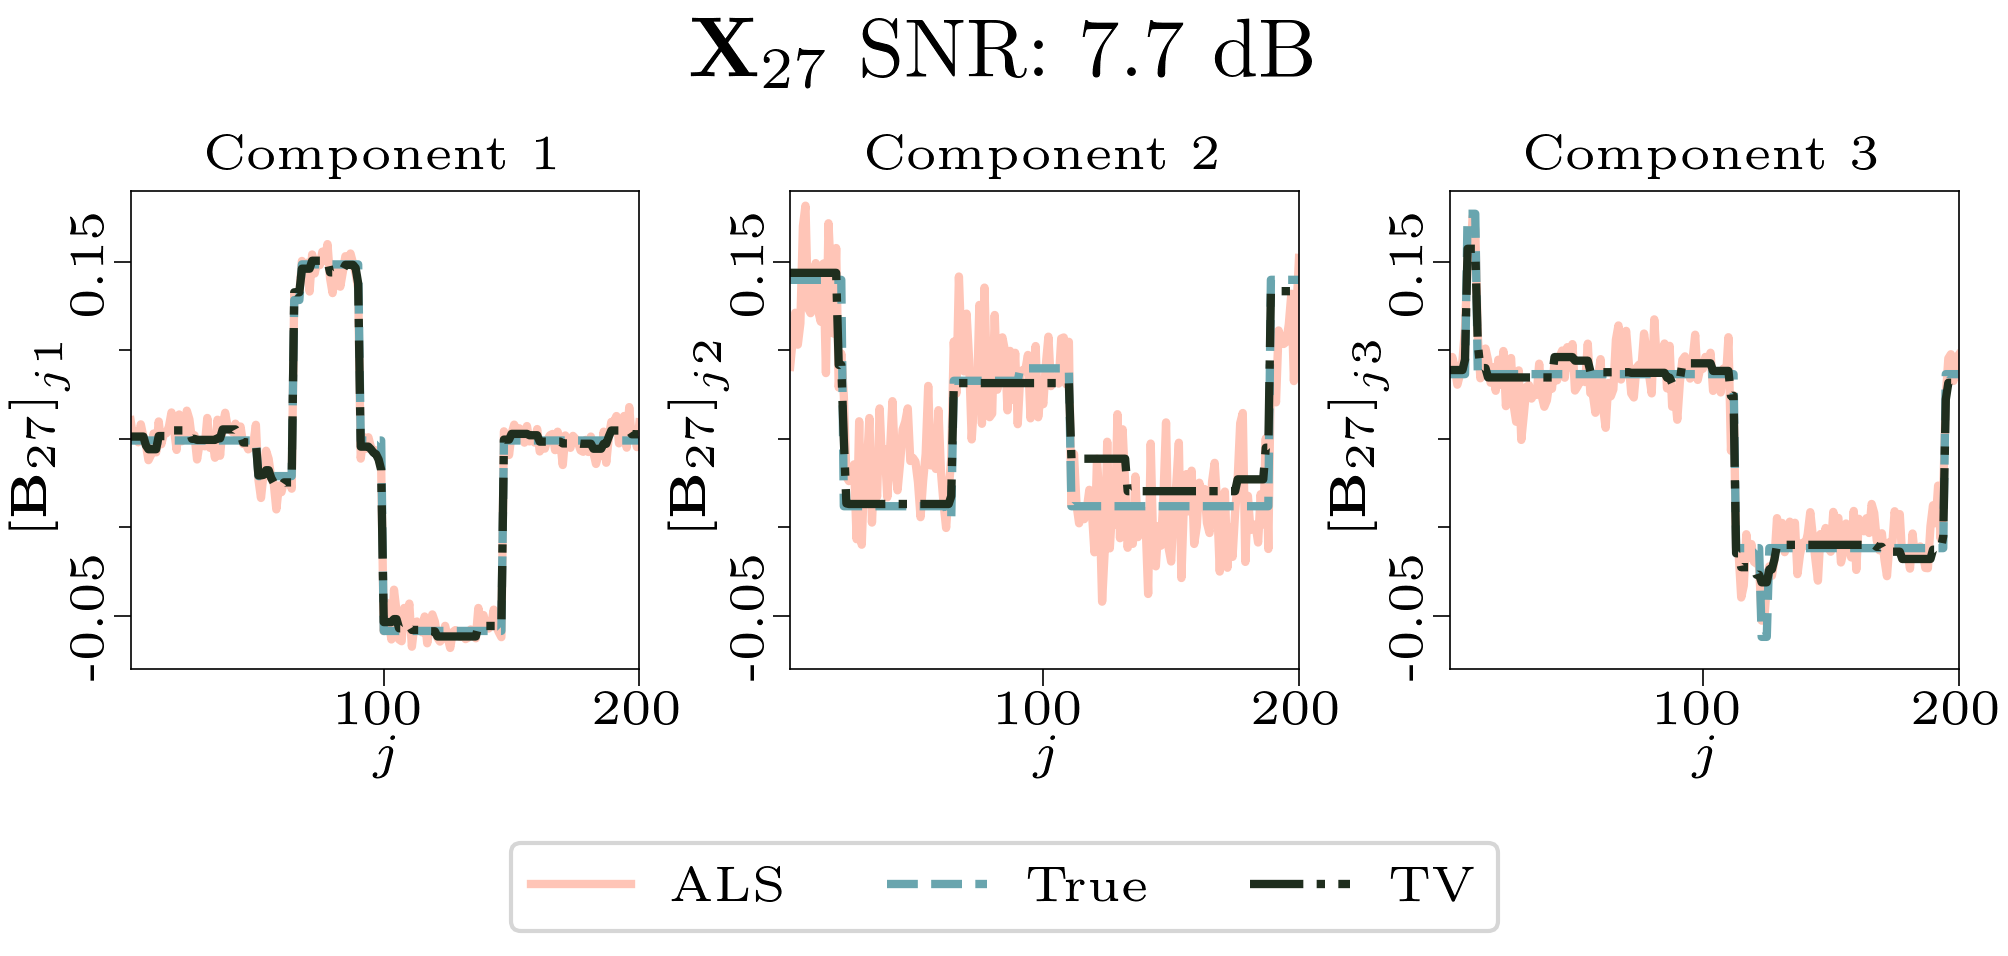 X₂₇ SNR: 7.7 dB
Component 1 Component 2 Component 3
[B₂₇]ⱼ₁ 0.15 -0.05 [B₂₇]ⱼ₂ 0.15 -0.05 [B₂₇]ⱼ₃ 0.15 -0.05
100 200 100 200 100 200
j j j
ALS True TV